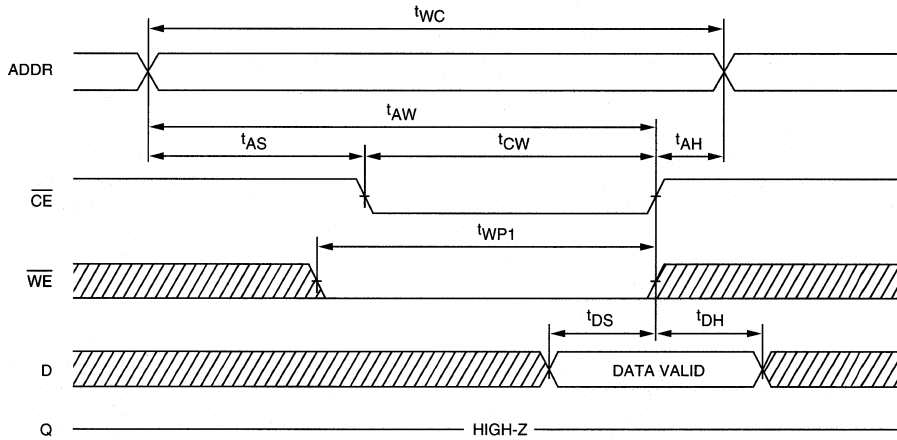 tWC
ADDR
tAW
tAS tCW tAH
CE
tWP1
WE
tDS tDH
D DATA VALID
Q HIGH-Z